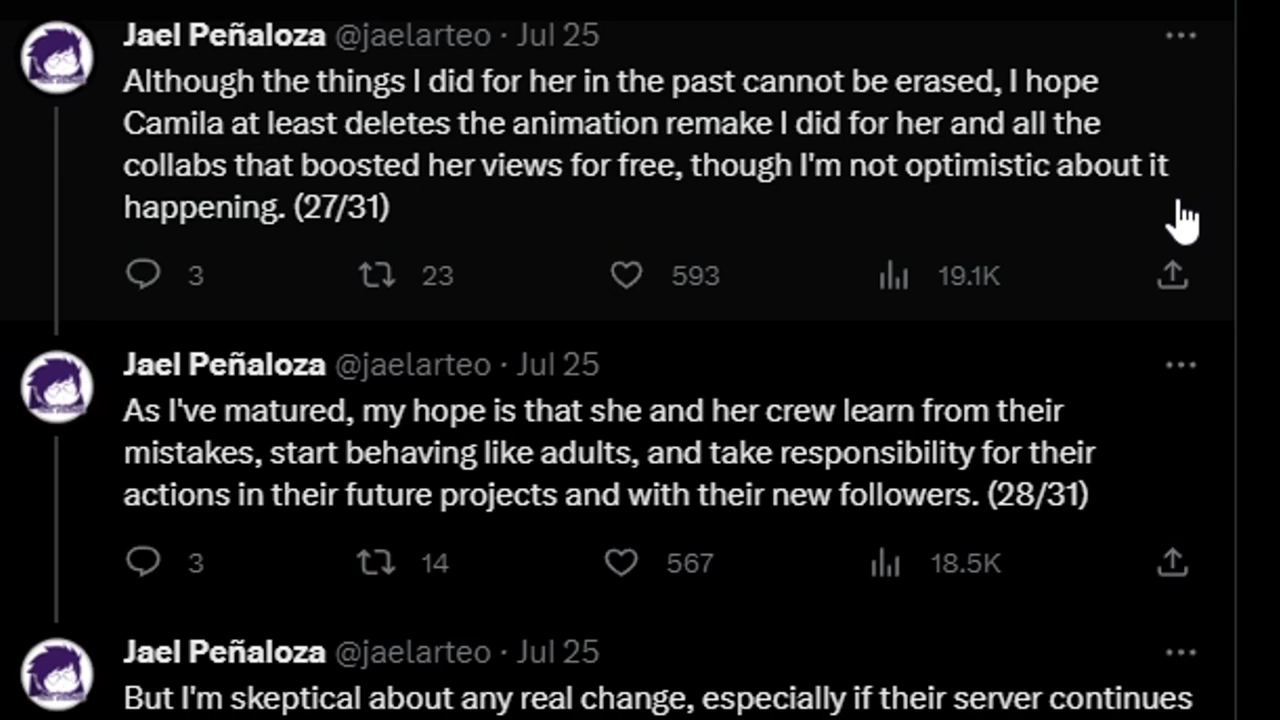 Jael Peñaloza @jaelarteo · Jul 25
Although the things I did for her in the past cannot be erased, I hope
Camila at least deletes the animation remake I did for her and all the
collabs that boosted her views for free, though I'm not optimistic about it
happening. (27/31)
3 23 593 19.1K
Jael Peñaloza @jaelarteo · Jul 25
As I've matured, my hope is that she and her crew learn from their
mistakes, start behaving like adults, and take responsibility for their
actions in their future projects and with their new followers. (28/31)
3 14 567 18.5K
Jael Peñaloza @jaelarteo · Jul 25
But I'm skeptical about any real change, especially if their server continues